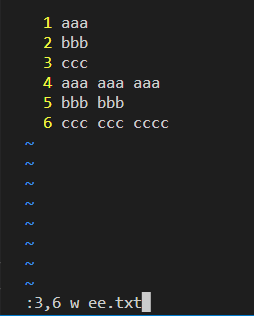 1 aaa
2 bbb
3 ccc
4 aaa aaa aaa
5 bbb bbb
6 ccc ccc cccc
~
~
~
~
~
~
~
~
:3,6 w ee.txt